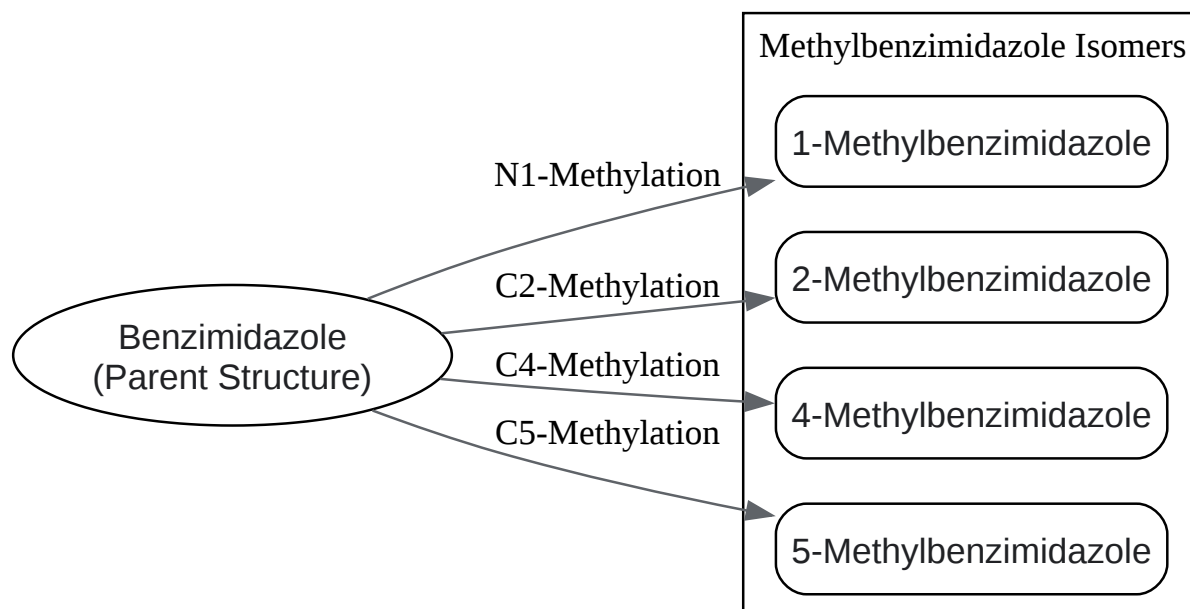 Methylbenzimidazole Isomers
1-Methylbenzimidazole
N1-Methylation
C2-Methylation
2-Methylbenzimidazole
Benzimidazole
(Parent Structure)
C4-Methylation
4-Methylbenzimidazole
C5-Methylation
5-Methylbenzimidazole